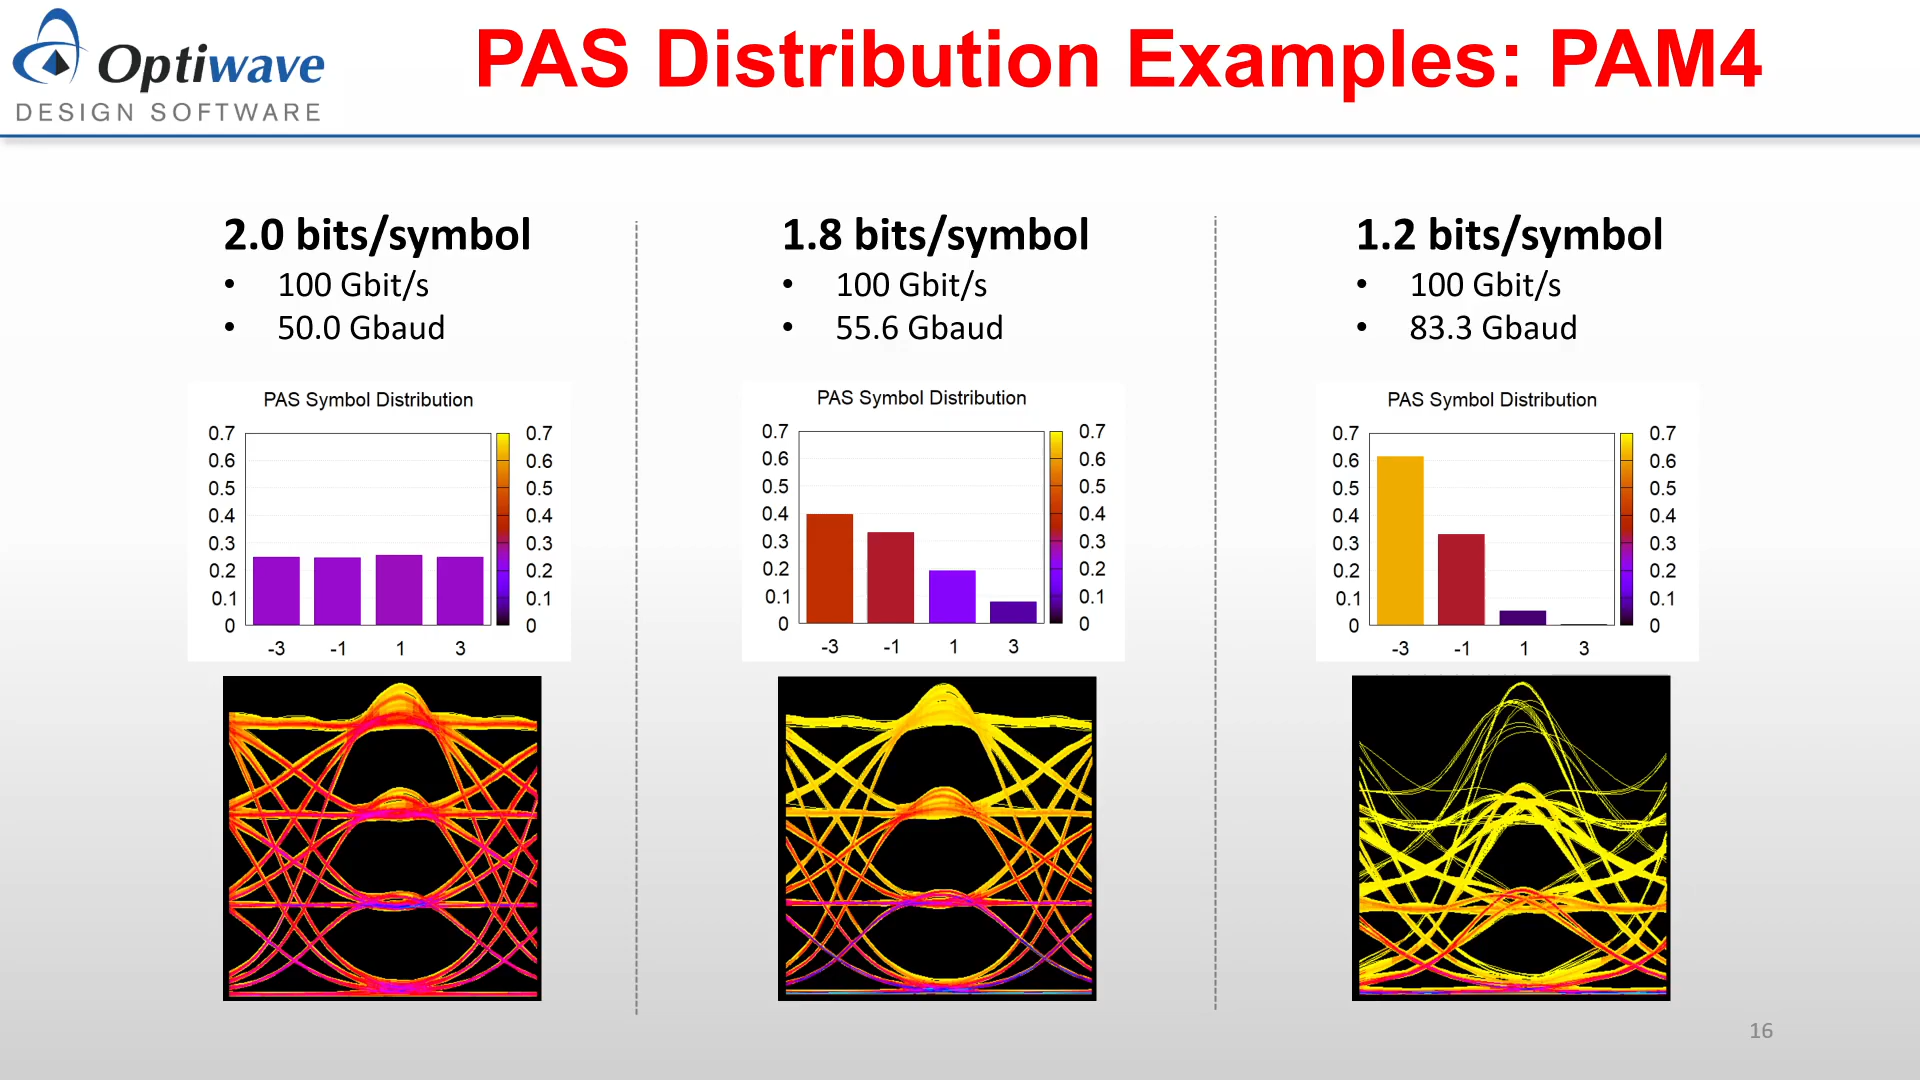 Optiwave
DESIGN SOFTWARE
PAS Distribution Examples: PAM4
2.0 bits/symbol
• 100 Gbit/s
• 50.0 Gbaud
PAS Symbol Distribution
0.7 0.7
0.6 0.6
0.5 0.5
0.4 0.4
0.3 0.3
0.2 0.2
0.1 0.1
0 0
-3 -1 1 3
1.8 bits/symbol
• 100 Gbit/s
• 55.6 Gbaud
PAS Symbol Distribution
0.7 0.7
0.6 0.6
0.5 0.5
0.4 0.4
0.3 0.3
0.2 0.2
0.1 0.1
0 0
-3 -1 1 3
1.2 bits/symbol
• 100 Gbit/s
• 83.3 Gbaud
PAS Symbol Distribution
0.7 0.7
0.6 0.6
0.5 0.5
0.4 0.4
0.3 0.3
0.2 0.2
0.1 0.1
0 0
-3 -1 1 3
16